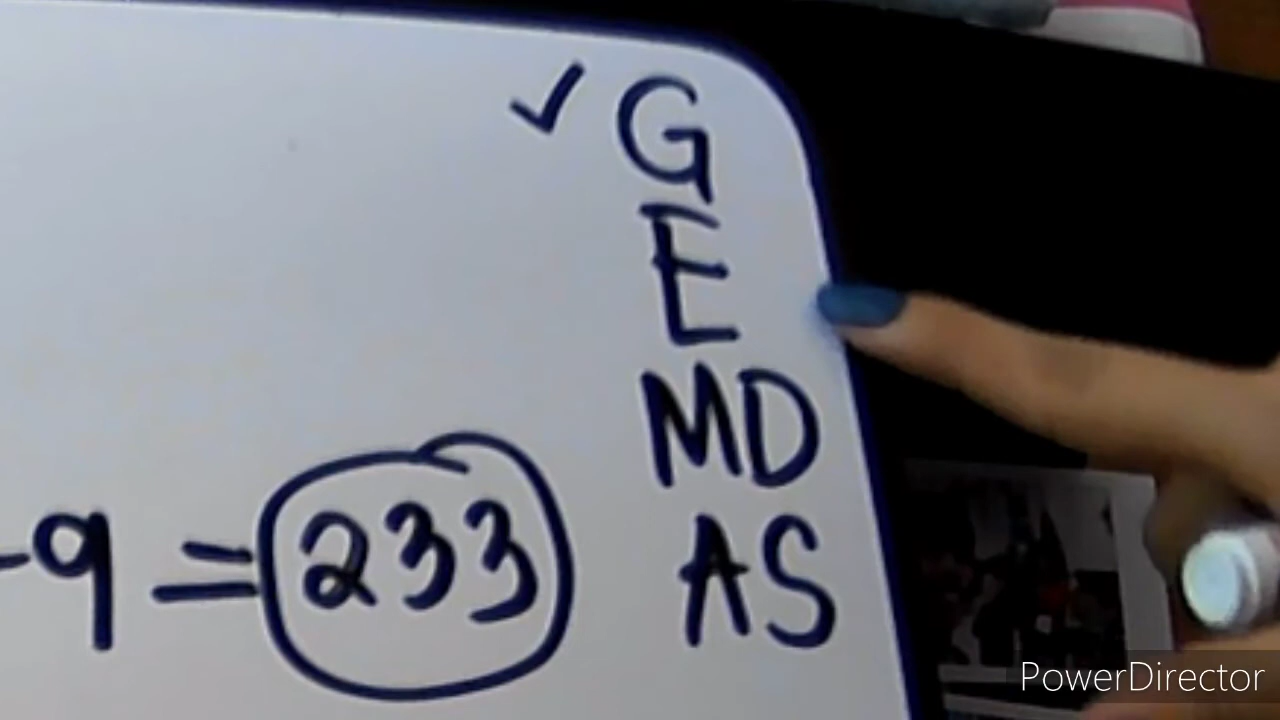 ✓ G
E
MD
AS
-9 = 233
PowerDirector